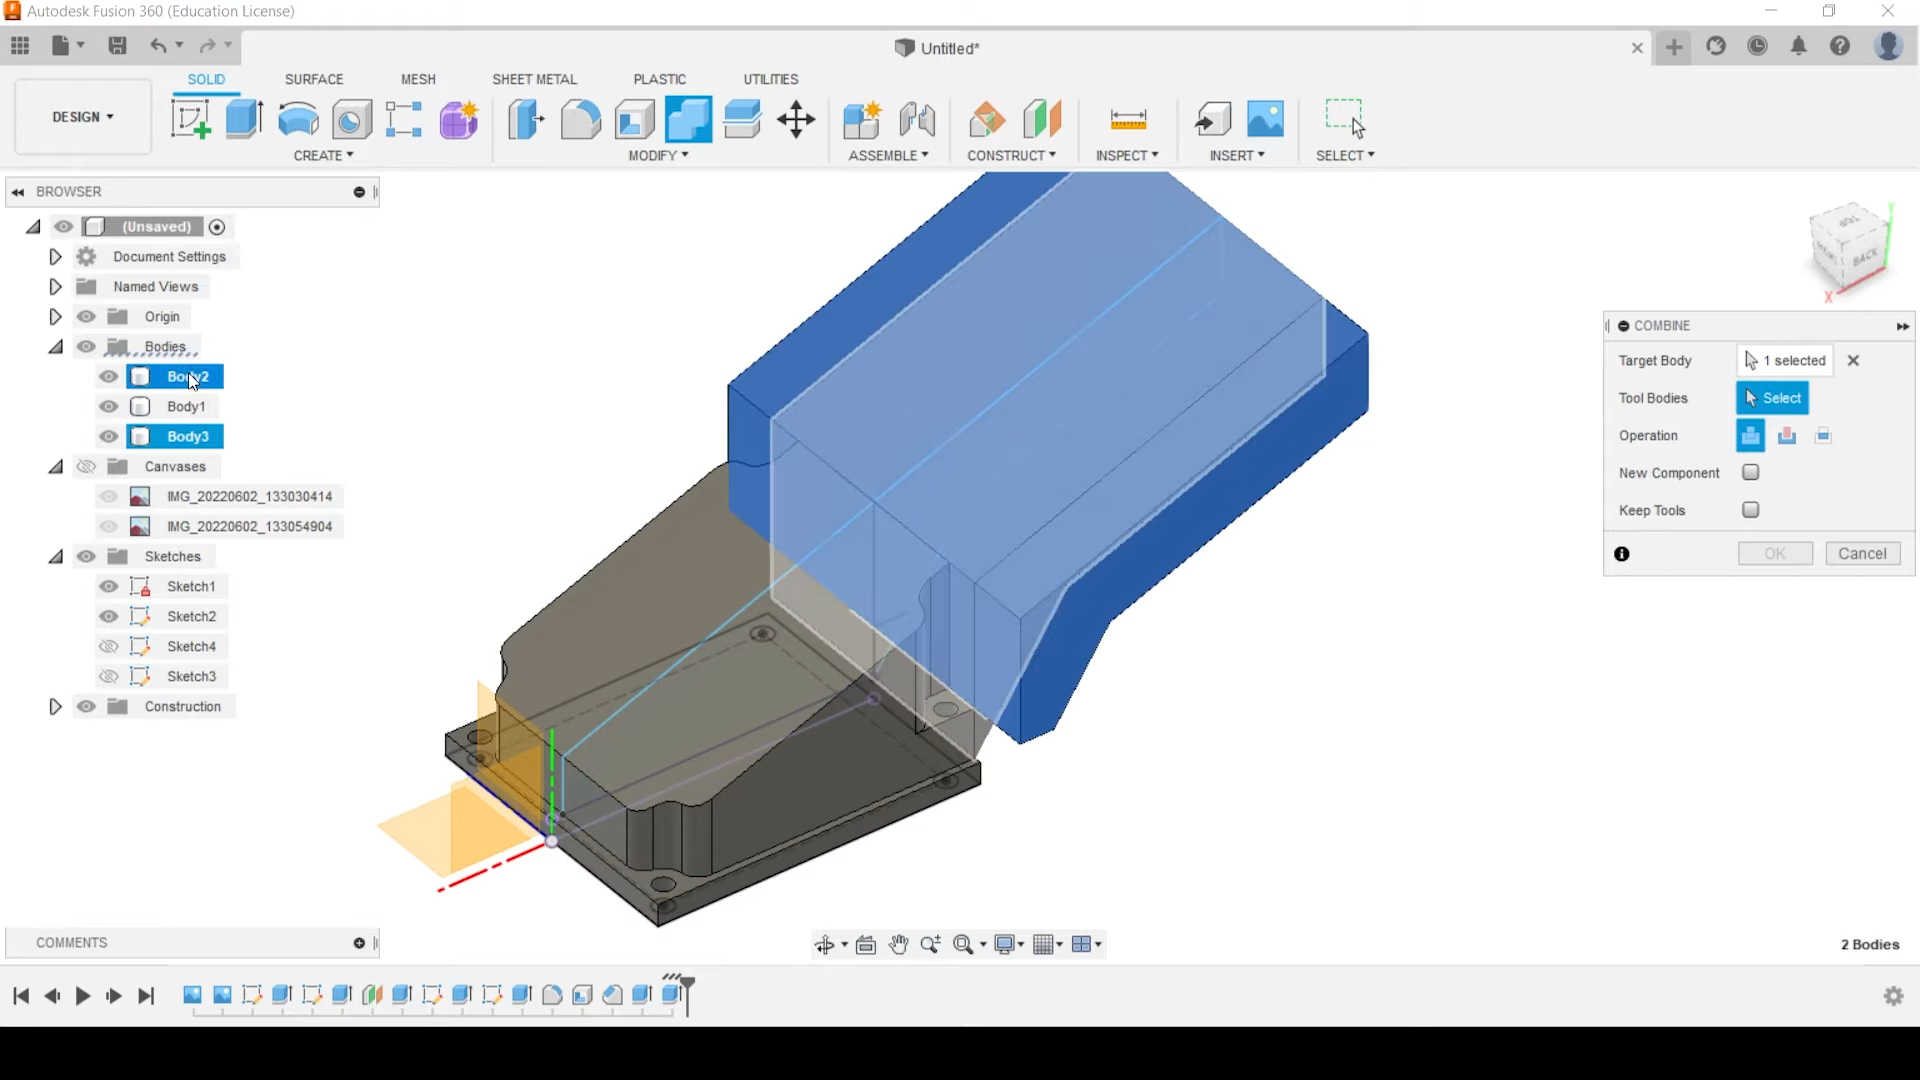 Autodesk Fusion 360 (Education License)
Untitled*
DESIGN
SOLID
SURFACE
MESH
SHEET METAL
PLASTIC
UTILITIES
CREATE
MODIFY
ASSEMBLE
CONSTRUCT
INSPECT
INSERT
SELECT
BROWSER
(Unsaved)
Document Settings
Named Views
Origin
Bodies
Body2
Body1
Body3
Canvases
IMG_20220602_133030414
IMG_20220602_133054904
Sketches
Sketch1
Sketch2
Sketch4
Sketch3
Construction
TOP
BACK
X
COMBINE
Target Body
1 selected
Tool Bodies
Select
Operation
New Component
Keep Tools
OK
Cancel
COMMENTS
2 Bodies